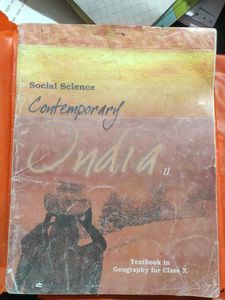 Social Science
Contemporary
India II
Textbook in
Geography for Class X